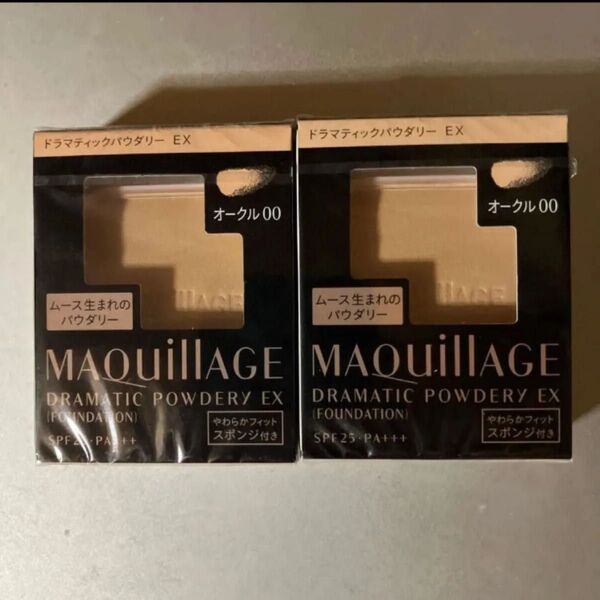 ドラマティックパウダリー EX
オークル00
ムース生まれの
パウダリー
MAQuillAGE
DRAMATIC POWDERY EX
(FOUNDATION)
SPF25・PA+++
やわらかフィット
スポンジ付き
ドラマティックパウダリー EX
オークル00
ムース生まれの
パウダリー
MAQuillAGE
DRAMATIC POWDERY EX
(FOUNDATION)
SPF25・PA+++
やわらかフィット
スポンジ付き